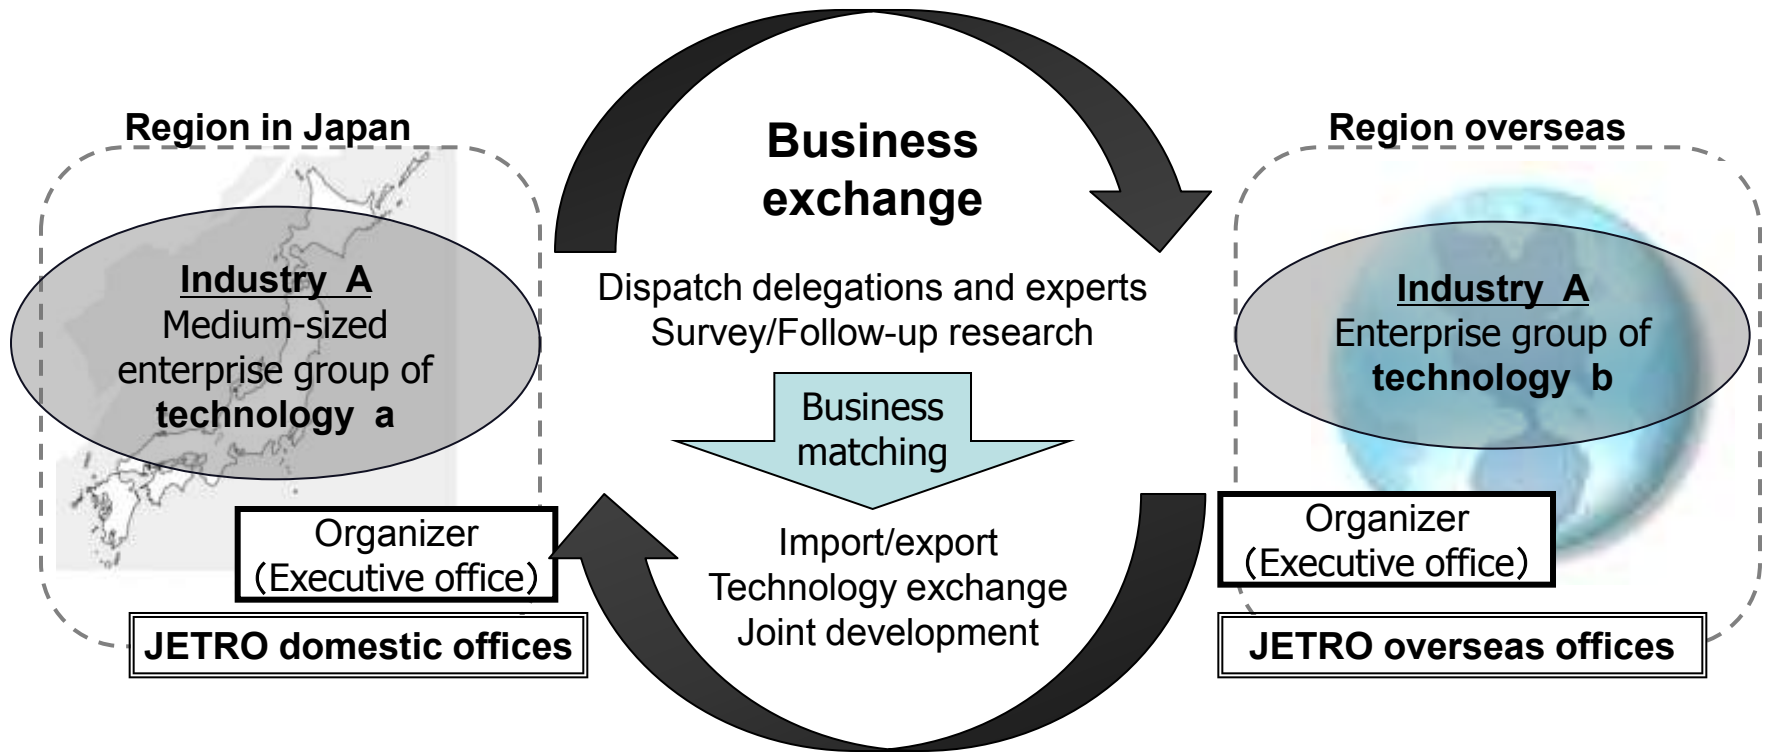 Region in Japan
Industry A
Medium-sized
enterprise group of
technology a
Organizer
（Executive office）
JETRO domestic offices
Business
exchange
Dispatch delegations and experts
Survey/Follow-up research
Business
matching
Import/export
Technology exchange
Joint development
Region overseas
Industry A
Enterprise group of
technology b
Organizer
（Executive office）
JETRO overseas offices